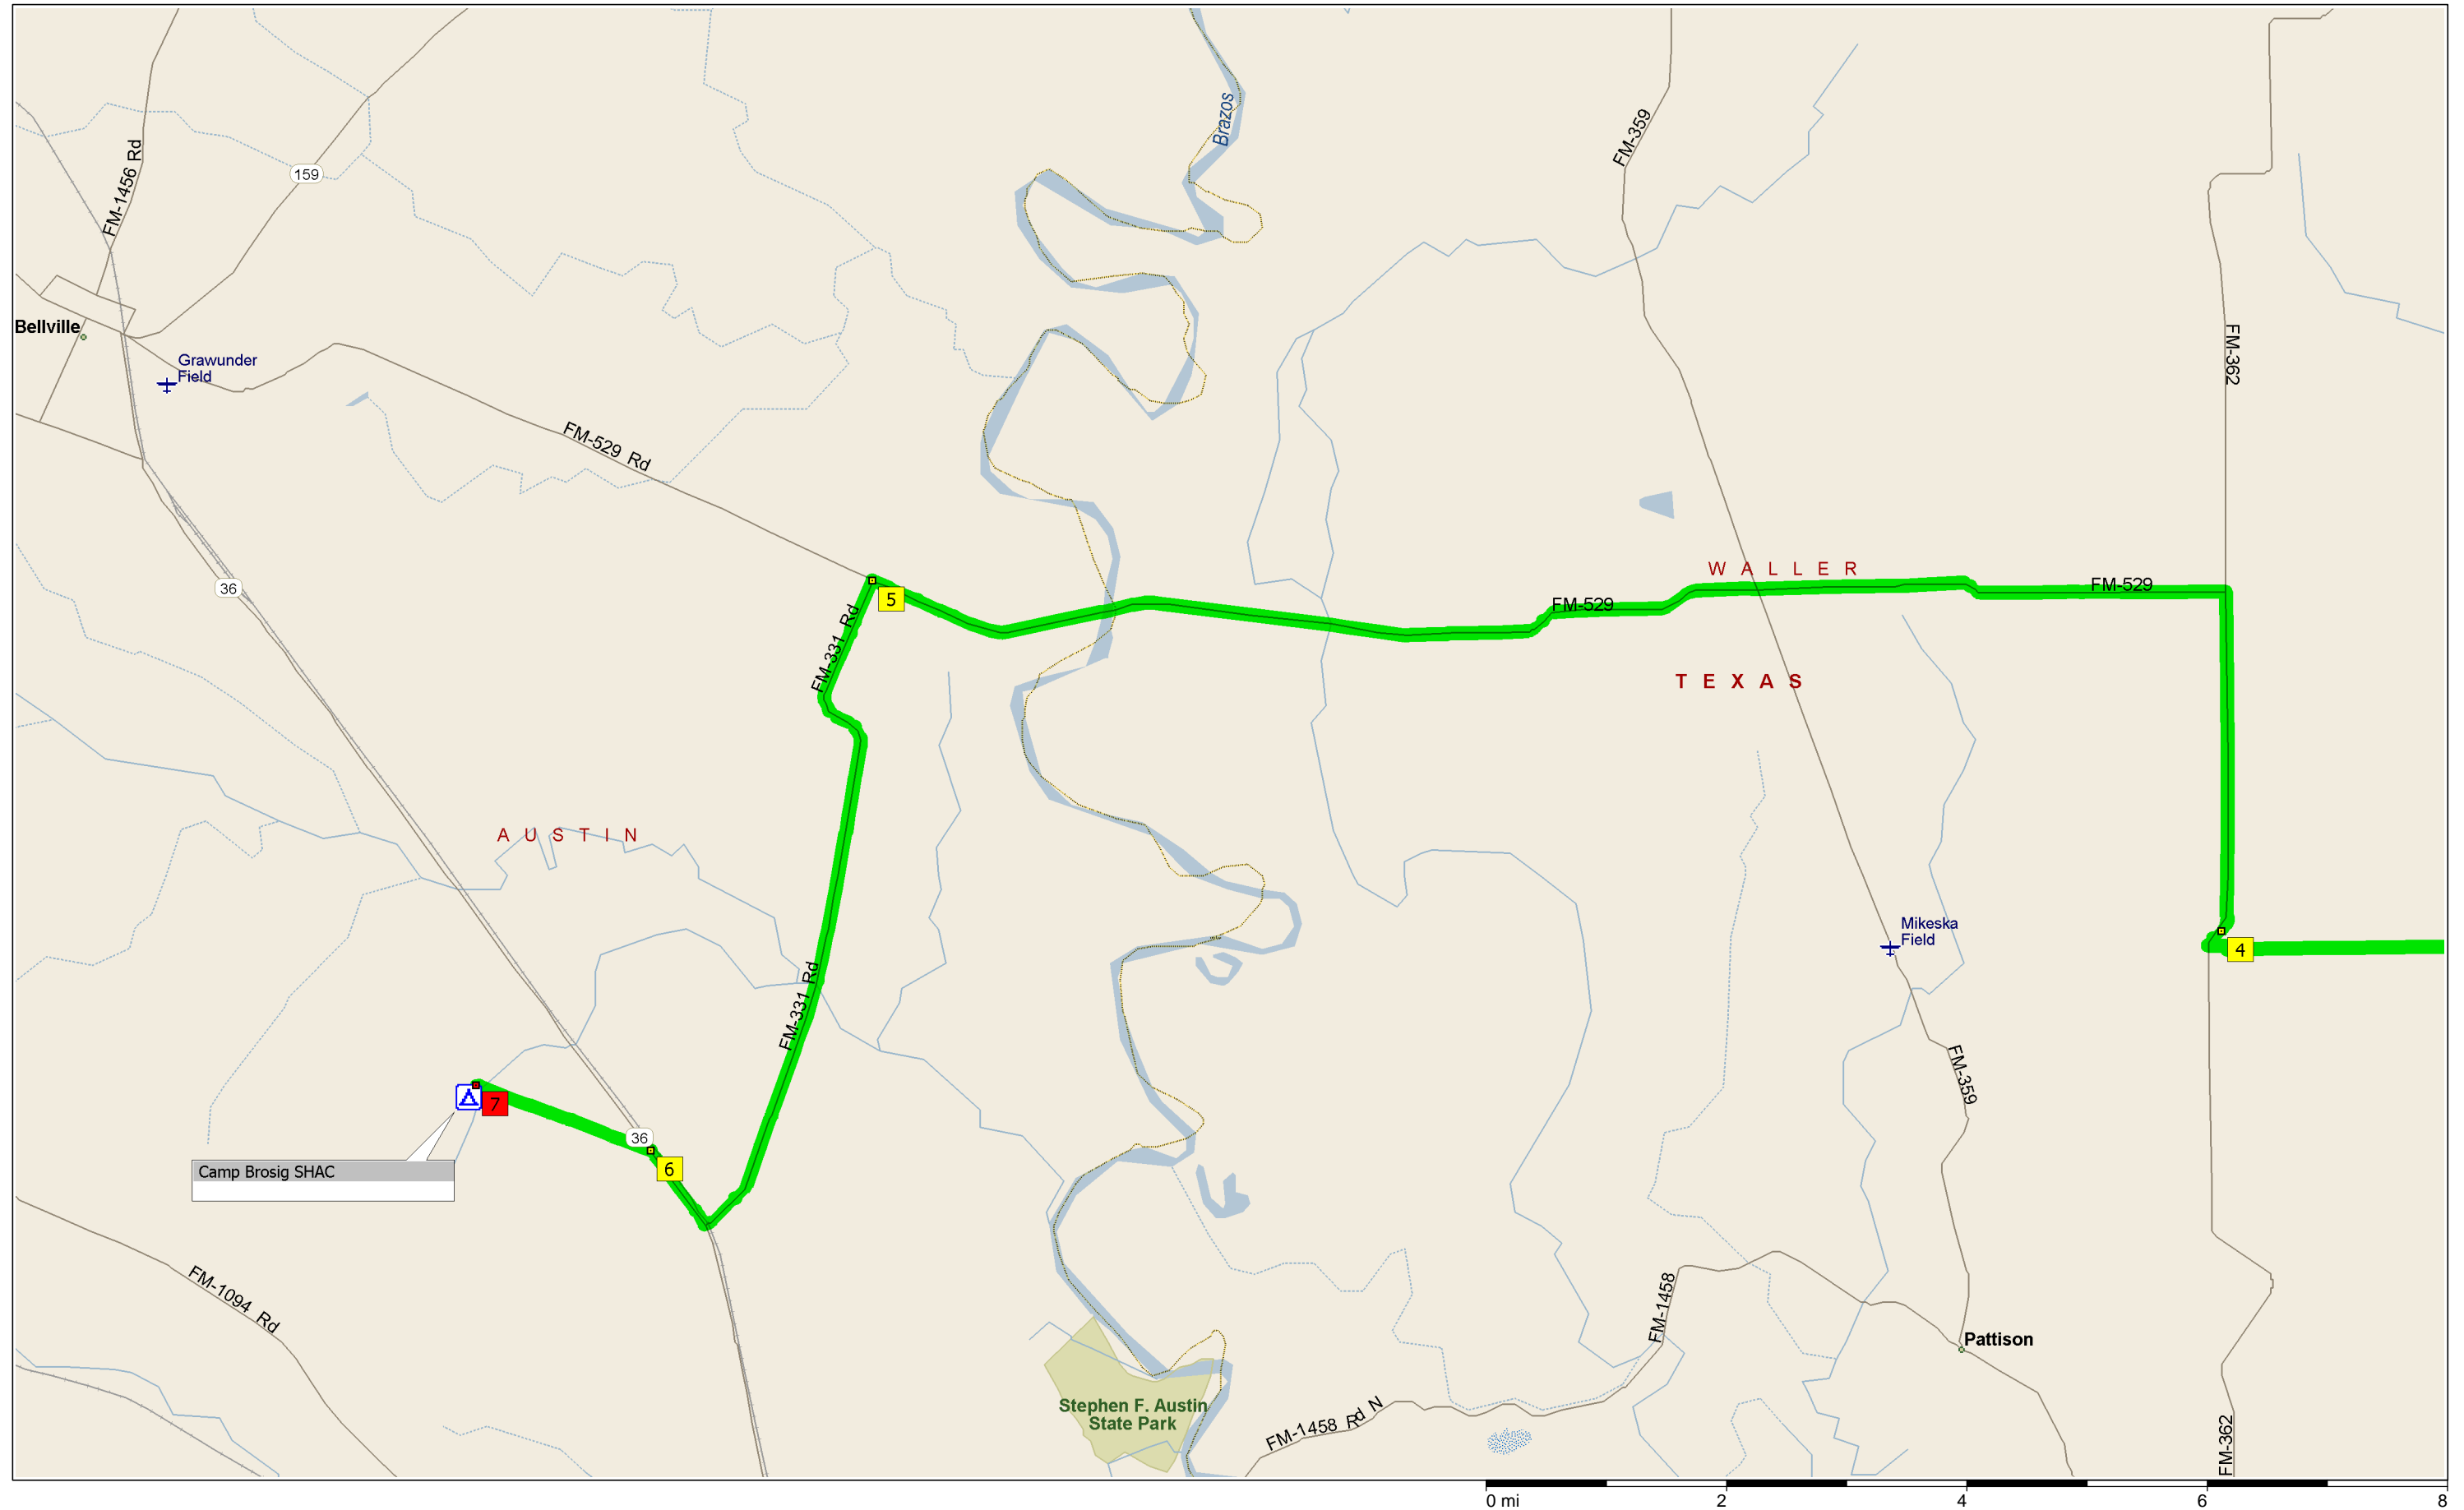 Brazos
FM-359
FM-1456 Rd
159
Bellville
Grawunder
Field
FM-362
FM-529 Rd
36
5
WALLER
FM-529
FM-529
FM-331 Rd
TEXAS
AUSTIN
Mikeska
Field
4
FM-331 Rd
FM-359
7
36
6
Camp Brosig SHAC
FM-1094 Rd
FM-1458
Pattison
Stephen F. Austin
State Park
FM-1458 Rd N
FM-362
0 mi 2 4 6 8